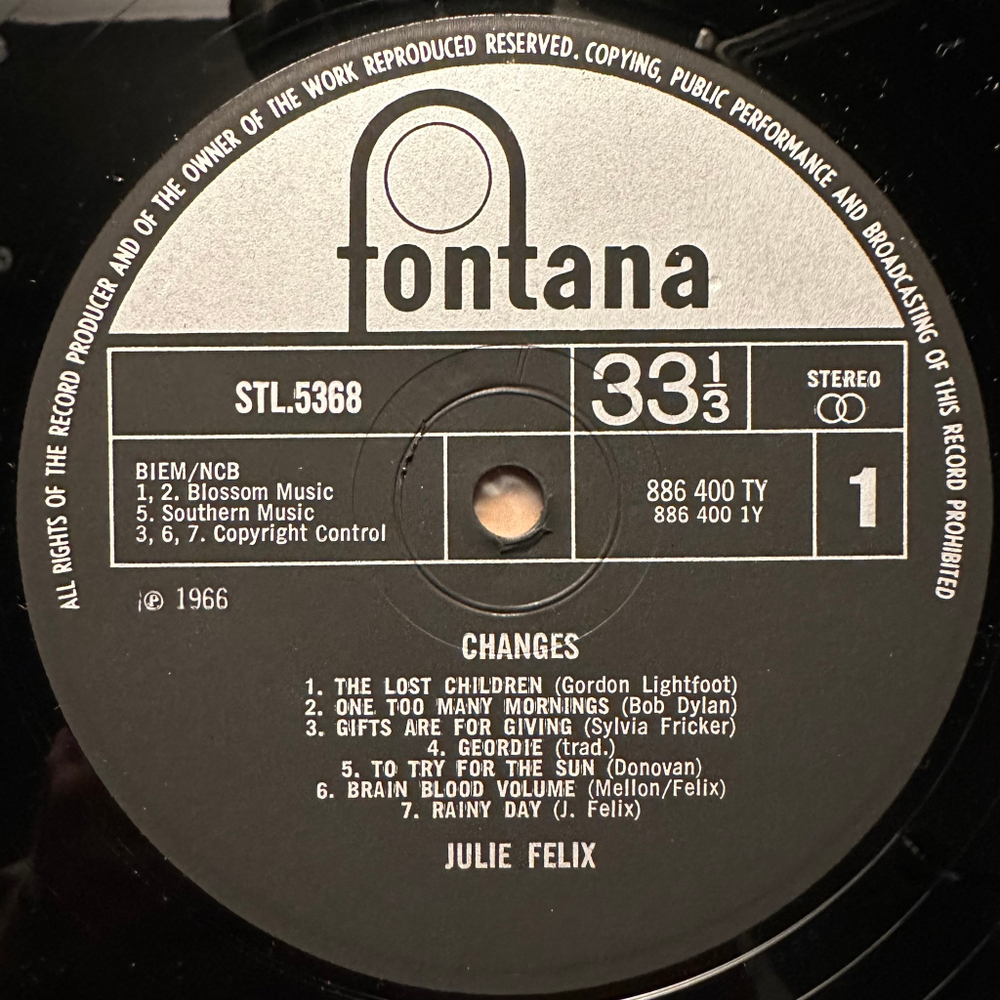 ALL RIGHTS OF THE RECORD PRODUCER AND OF THE OWNER OF THE WORK REPRODUCED RESERVED. COPYING, PUBLIC PERFORMANCE AND BROADCASTING OF THIS RECORD PROHIBITED
fontana
STL.5368
33 1/3
STEREO
BIEM/NCB
1, 2. Blossom Music
5. Southern Music
3, 6, 7. Copyright Control
886 400 TY
886 400 1Y
1
℗ 1966
CHANGES
1. THE LOST CHILDREN (Gordon Lightfoot)
2. ONE TOO MANY MORNINGS (Bob Dylan)
3. GIFTS ARE FOR GIVING (Sylvia Fricker)
4. GEORDIE (trad.)
5. TO TRY FOR THE SUN (Donovan)
6. BRAIN BLOOD VOLUME (Mellon/Felix)
7. RAINY DAY (J. Felix)
JULIE FELIX